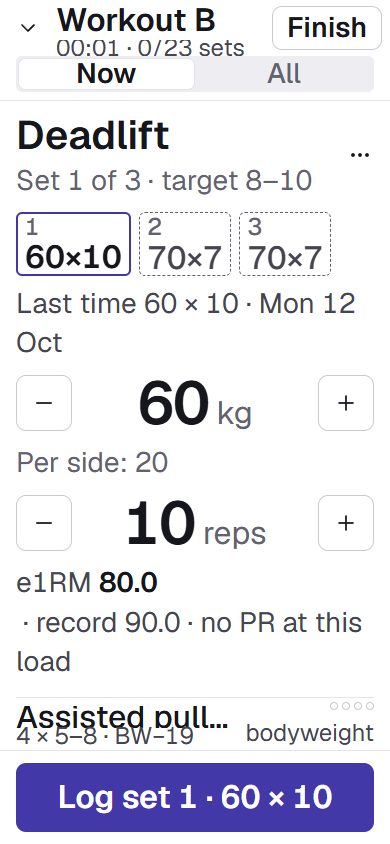 Workout B
00:01 · 0/23 sets
Finish
Now
All
Deadlift
...
Set 1 of 3 · target 8–10
1
60×10
2
70×7
3
70×7
Last time 60 × 10 · Mon 12
Oct
− 60 kg +
Per side: 20
− 10 reps +
e1RM 80.0
· record 90.0 · no PR at this
load
Assisted pull...
4 × 5–8 · BW−19
bodyweight
Log set 1 · 60 × 10